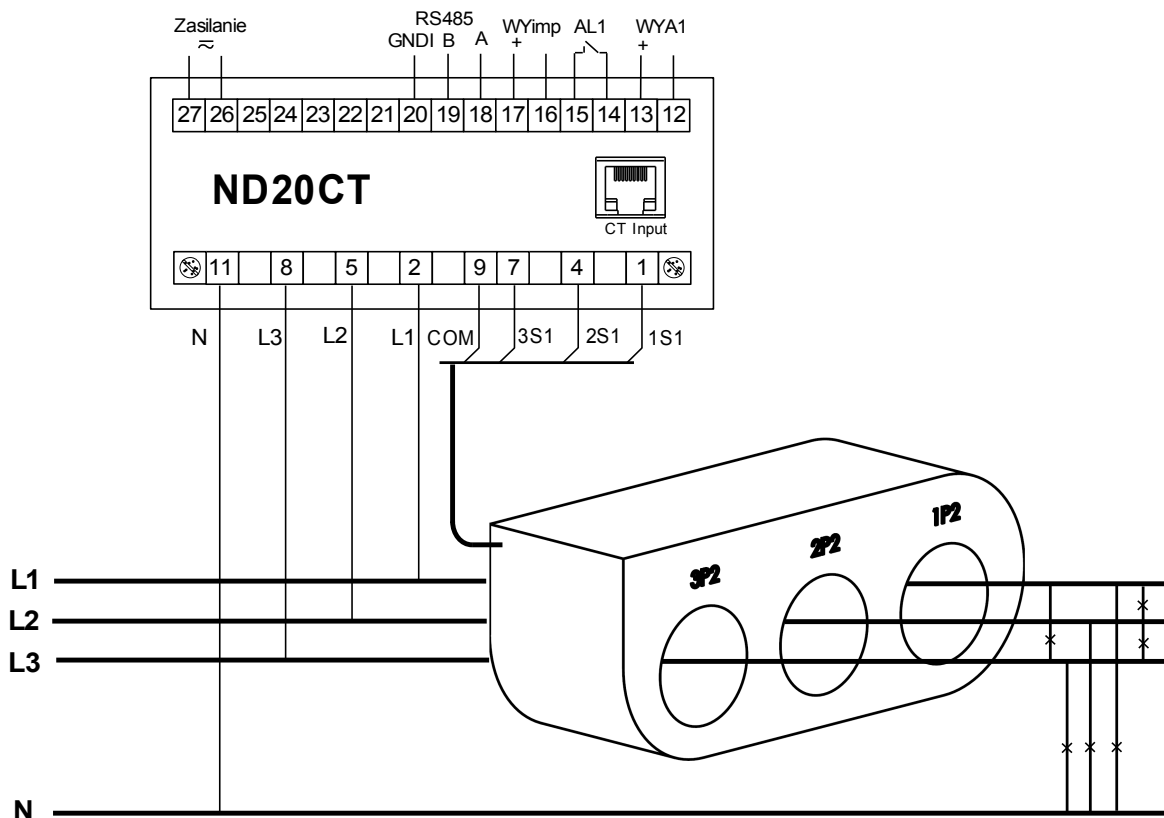 Zasilanie
RS485
GNDI B A
WYimp
+
AL1
WYA1
+
27 26 25 24 23 22 21 20 19 18 17 16 15 14 13 12
ND20CT
CT Input
11 8 5 2 9 7 4 1
N L3 L2 L1 COM 3S1 2S1 1S1
1P2
2P2
3P2
L1
L2
L3
N